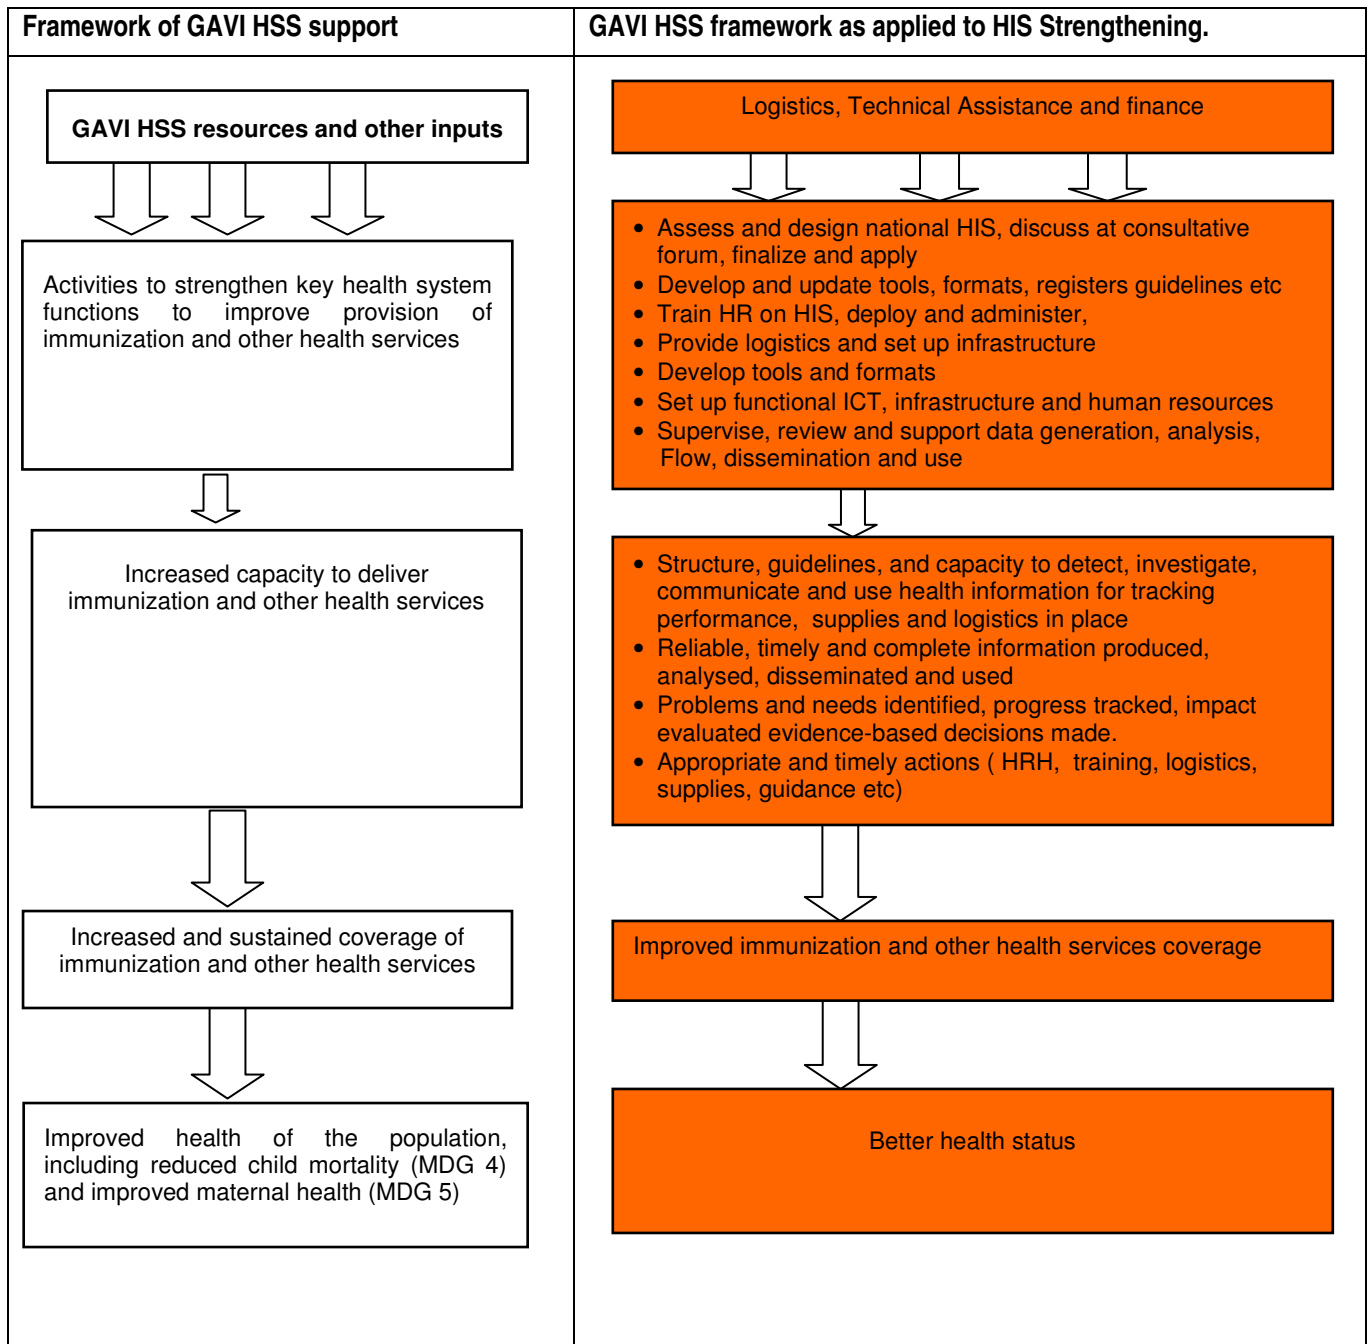 Framework of GAVI HSS support
GAVI HSS framework as applied to HIS Strengthening.
GAVI HSS resources and other inputs
Activities to strengthen key health system
functions to improve provision of
immunization and other health services
Increased capacity to deliver
immunization and other health services
Increased and sustained coverage of
immunization and other health services
Improved health of the population,
including reduced child mortality (MDG 4)
and improved maternal health (MDG 5)
Logistics, Technical Assistance and finance
• Assess and design national HIS, discuss at consultative
forum, finalize and apply
• Develop and update tools, formats, registers guidelines etc
• Train HR on HIS, deploy and administer,
• Provide logistics and set up infrastructure
• Develop tools and formats
• Set up functional ICT, infrastructure and human resources
• Supervise, review and support data generation, analysis,
Flow, dissemination and use
• Structure, guidelines, and capacity to detect, investigate,
communicate and use health information for tracking
performance, supplies and logistics in place
• Reliable, timely and complete information produced,
analysed, disseminated and used
• Problems and needs identified, progress tracked, impact
evaluated evidence-based decisions made.
• Appropriate and timely actions ( HRH, training, logistics,
supplies, guidance etc)
Improved immunization and other health services coverage
Better health status